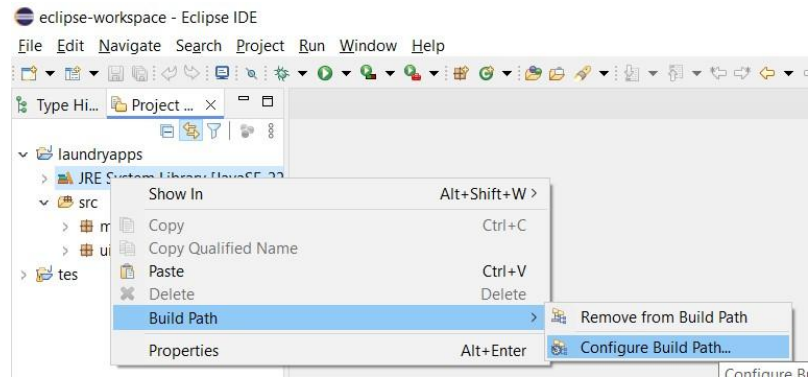 eclipse-workspace - Eclipse IDE
File Edit Navigate Search Project Run Window Help
Type Hi... Project ...
laundryapps
JRE System Library [JavaSE-22
Show In Alt+Shift+W >
src
Copy Ctrl+C
m
Copy Qualified Name
ui
Paste Ctrl+V
tes
Delete Delete
Build Path >
Remove from Build Path
Properties Alt+Enter
Configure Build Path...
Configure Bu